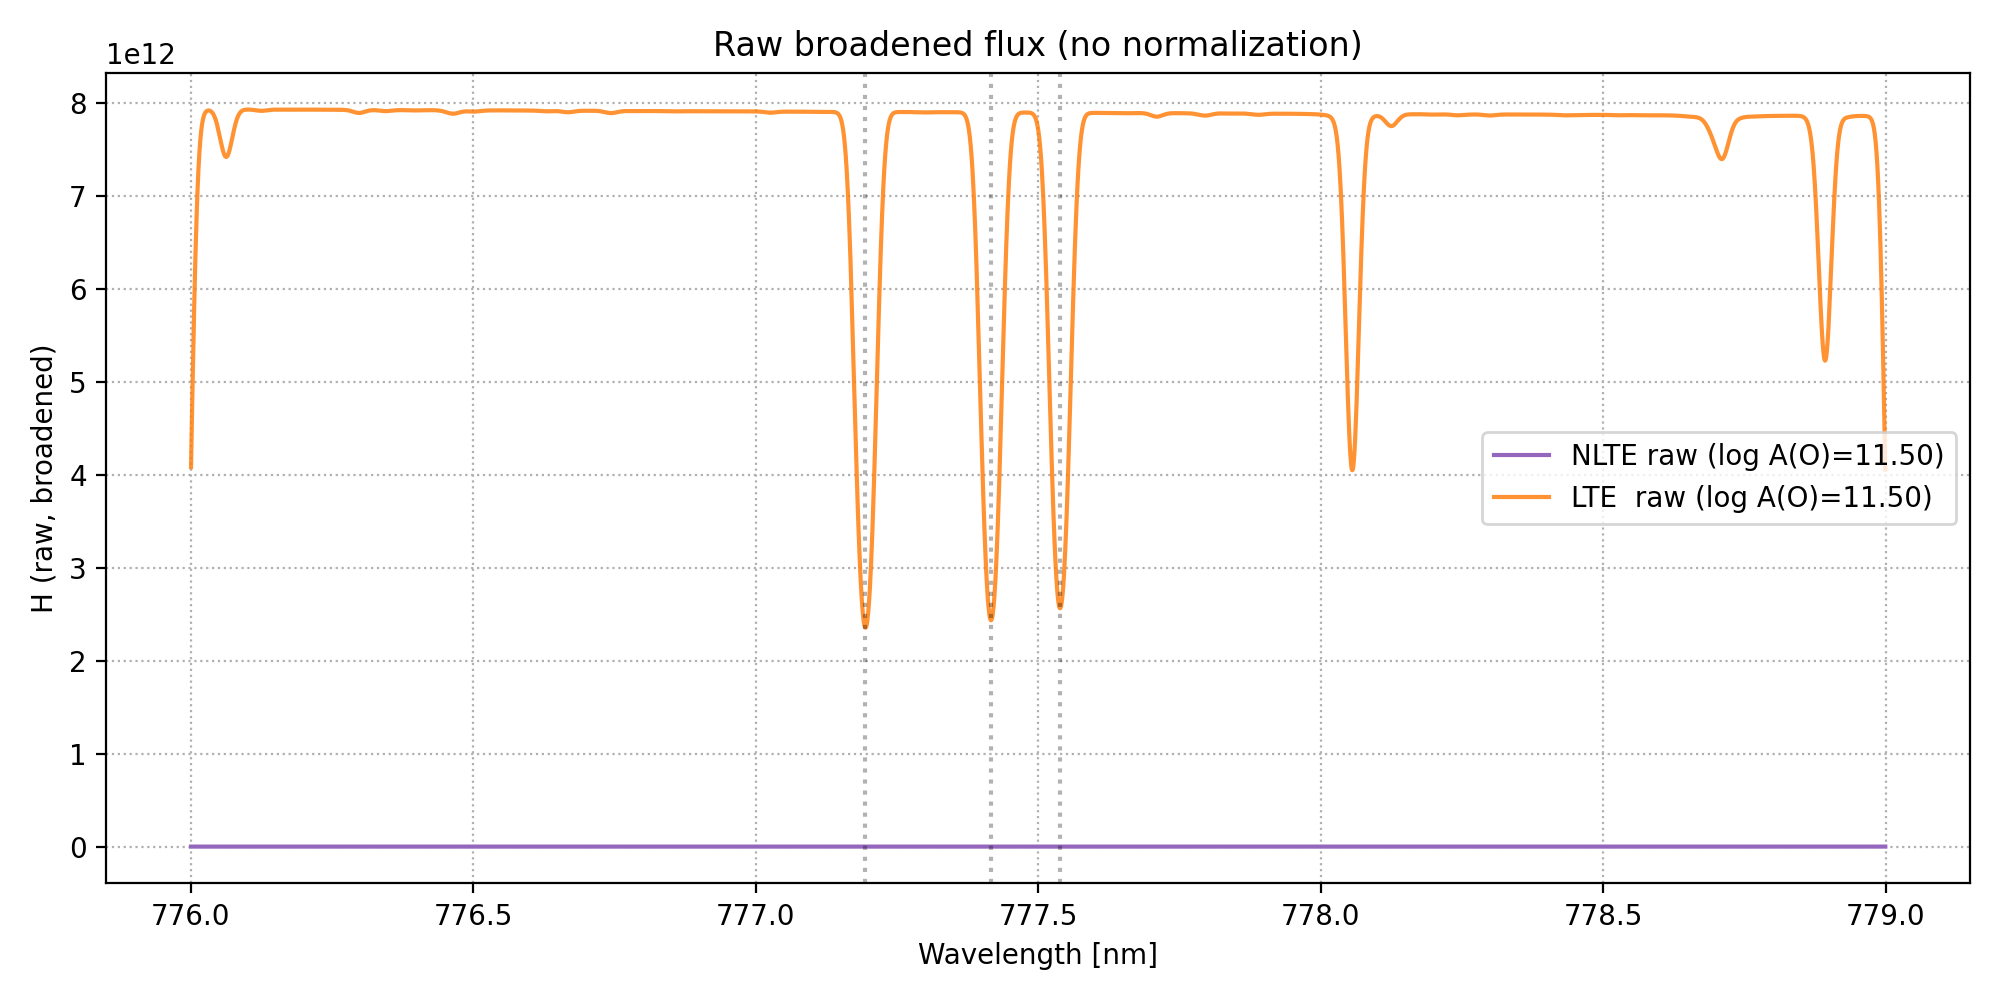 Raw broadened flux (no normalization)
1e12
8
7
6
5
4
3
2
1
0
H (raw, broadened)
NLTE raw (log A(O)=11.50)
LTE  raw (log A(O)=11.50)
776.0 776.5 777.0 777.5 778.0 778.5 779.0
Wavelength [nm]